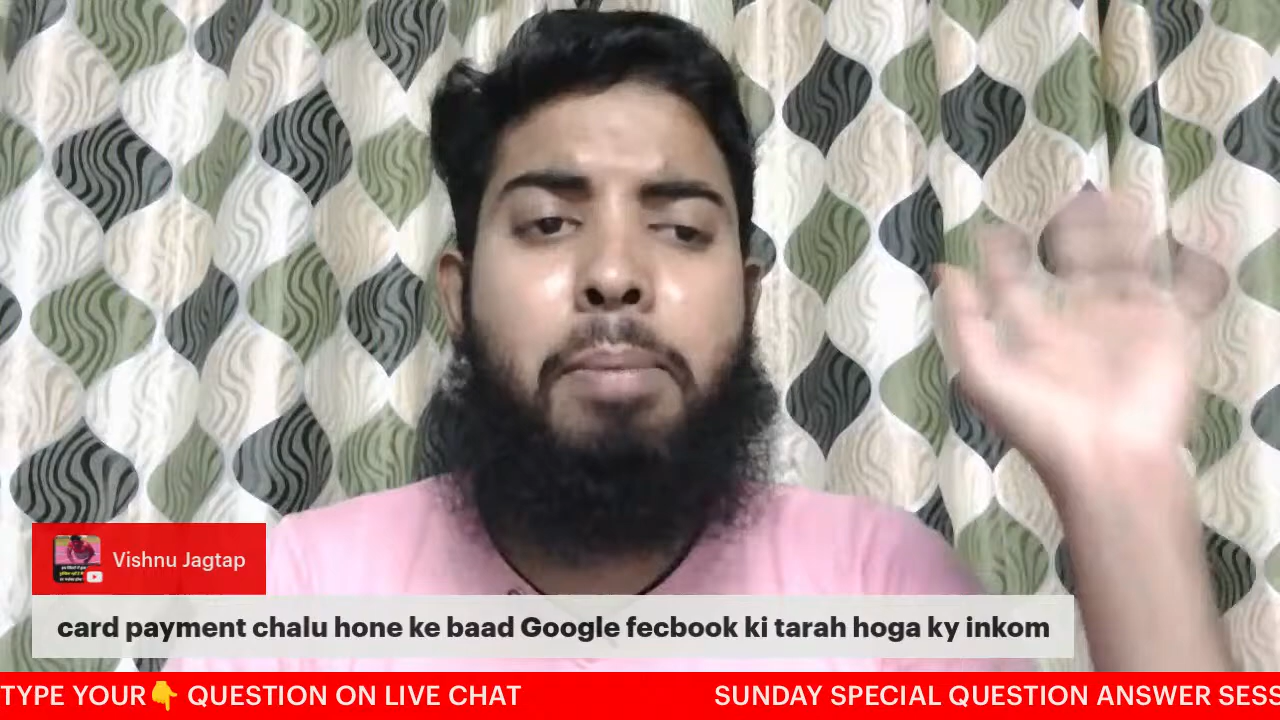 Vishnu Jagtap
card payment chalu hone ke baad Google fecbook ki tarah hoga ky inkom
TYPE YOUR👇 QUESTION ON LIVE CHAT SUNDAY SPECIAL QUESTION ANSWER SESS